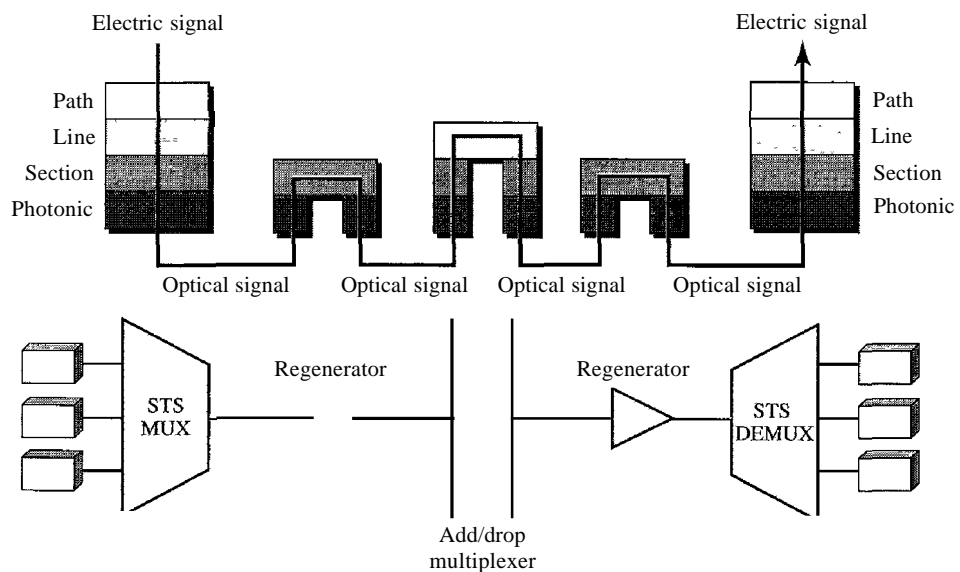 Electric signal
Electric signal
Path
Path
Line
Line
Section
Section
Photonic
Photonic
Optical signal
Optical signal
Optical signal
Optical signal
Regenerator
Regenerator
STS
MUX
STS
DEMUX
Add/drop
multiplexer